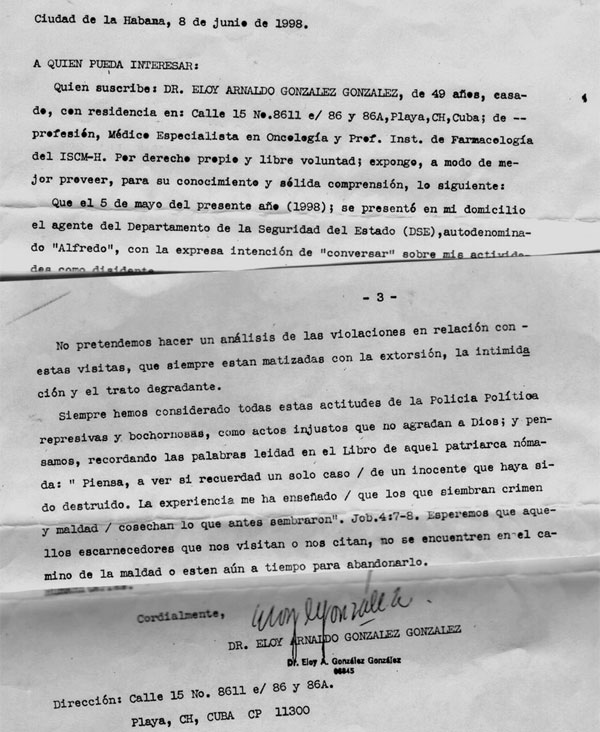 Ciudad de la Habana, 8 de junio de 1998.
A QUIEN PUEDA INTERESAR:
Quien suscribe: DR. ELOY ARNALDO GONZALEZ GONZALEZ, de 49 años, casa-
do, con residencia en: Calle 15 No.8611 e/ 86 y 86A,Playa,CH,Cuba; de --
profesión, Médico Especialista en Oncología y Prof. Inst. de Farmacología
del ISCM-H. Por derecho propio y libre voluntad; expongo, a modo de me-
jor proveer, para su conocimiento y sólida comprensión, lo siguiente:
Que el 5 de mayo del presente año (1998); se presentó en mi domicilio
el agente del Departamento de la Seguridad del Estado (DSE),autodenomina-
do "Alfredo", con la expresa intención de "conversar" sobre mis activida-
des como disidente
- 3 -
No pretendemos hacer un análisis de las violaciones en relación con -
estas visitas, que siempre estan matizadas con la extorsión, la intimida
ción y el trato degradante.
Siempre hemos considerado todas estas actitudes de la Policia Política
represivas y bochornosas, como actos injustos que no agradan a Dios; y pen-
samos, recordando las palabras leidad en el Libro de aquel patriarca nóma-
da: " Piensa, a ver si recuerdad un solo caso / de un inocente que haya si-
do destruido. La experiencia me ha enseñado / que los que siembran crimen
y maldad / cosechan lo que antes sembraron". Job.4:7-8. Esperemos que aque-
llos escarnecedores que nos visitan o nos citan, no se encuentren en el ca-
mino de la maldad o esten aún a tiempo para abandonarlo.
Cordialmente,
Eloy A González
DR. ELOY ARNALDO GONZALEZ GONZALEZ
Dr. Eloy A. González González
06845
Dirección: Calle 15 No. 8611 e/ 86 y 86A.
Playa, CH, CUBA CP 11300